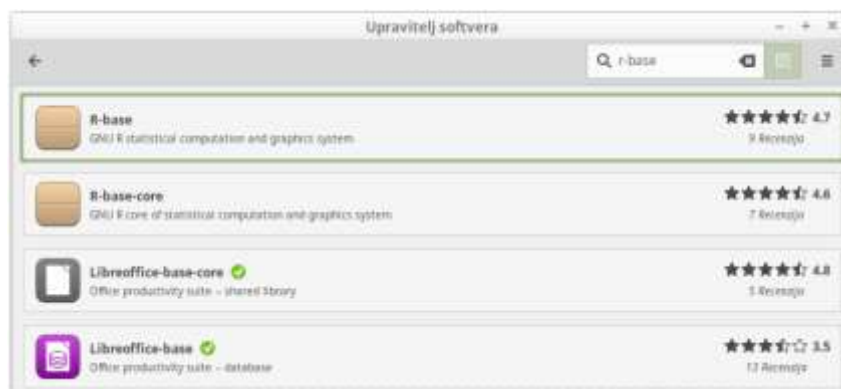 Upravitelj softvera
r-base
R-base
4.7
GNU R statistical computation and graphics system
9 Recenzija
R-base-core
4.6
GNU R core of statistical computation and graphics system
7 Recenzija
Libreoffice-base-core
4.8
Office productivity suite – shared library
5 Recenzija
Libreoffice-base
3.5
Office productivity suite – database
13 Recenzija